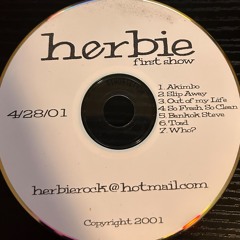 herbie
first show
4/28/01
1. Akimbo
2. Slip Away
3. Out of my Life
4. So Fresh, So Clean
5. Bankok Steve
6. Toad
7. Who?
herbierock@hotmail.com
Copyright 2001